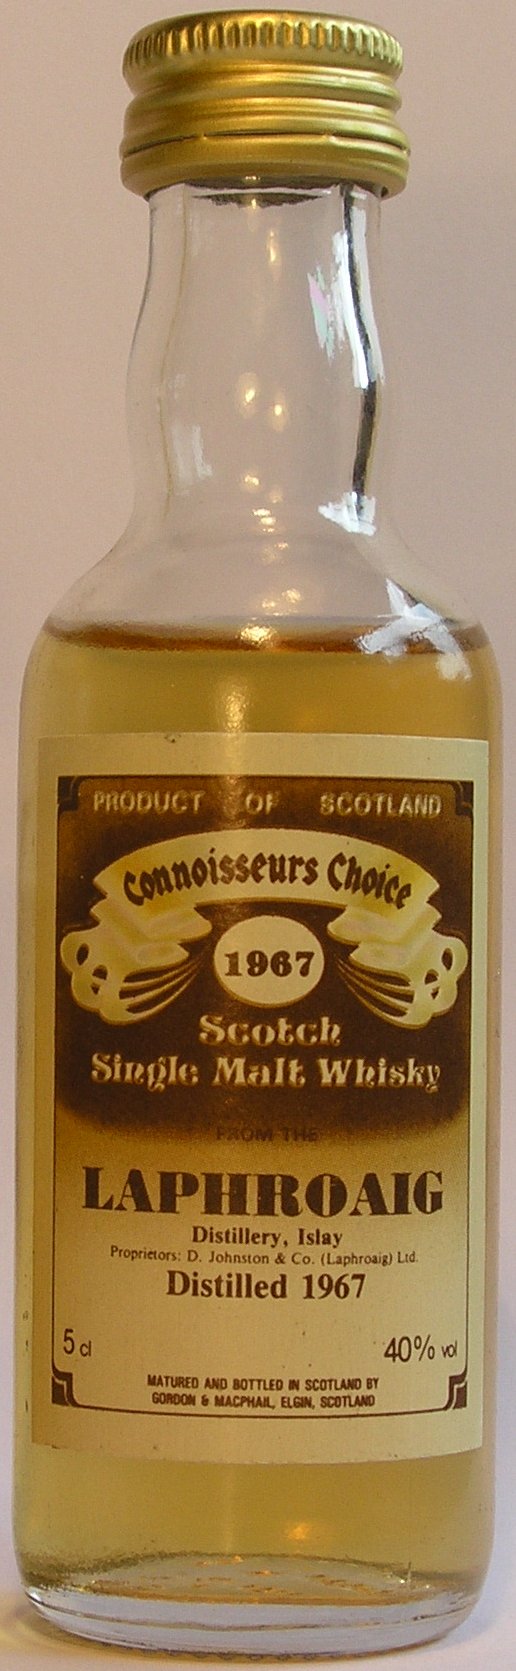 PRODUCT OF SCOTLAND
Connoisseurs Choice
1967
Scotch
Single Malt Whisky
FROM THE
LAPHROAIG
Distillery, Islay
Proprietors: D. Johnston & Co. (Laphroaig) Ltd.
Distilled 1967
5 cl 40% vol
MATURED AND BOTTLED IN SCOTLAND BY
GORDON & MACPHAIL, ELGIN, SCOTLAND